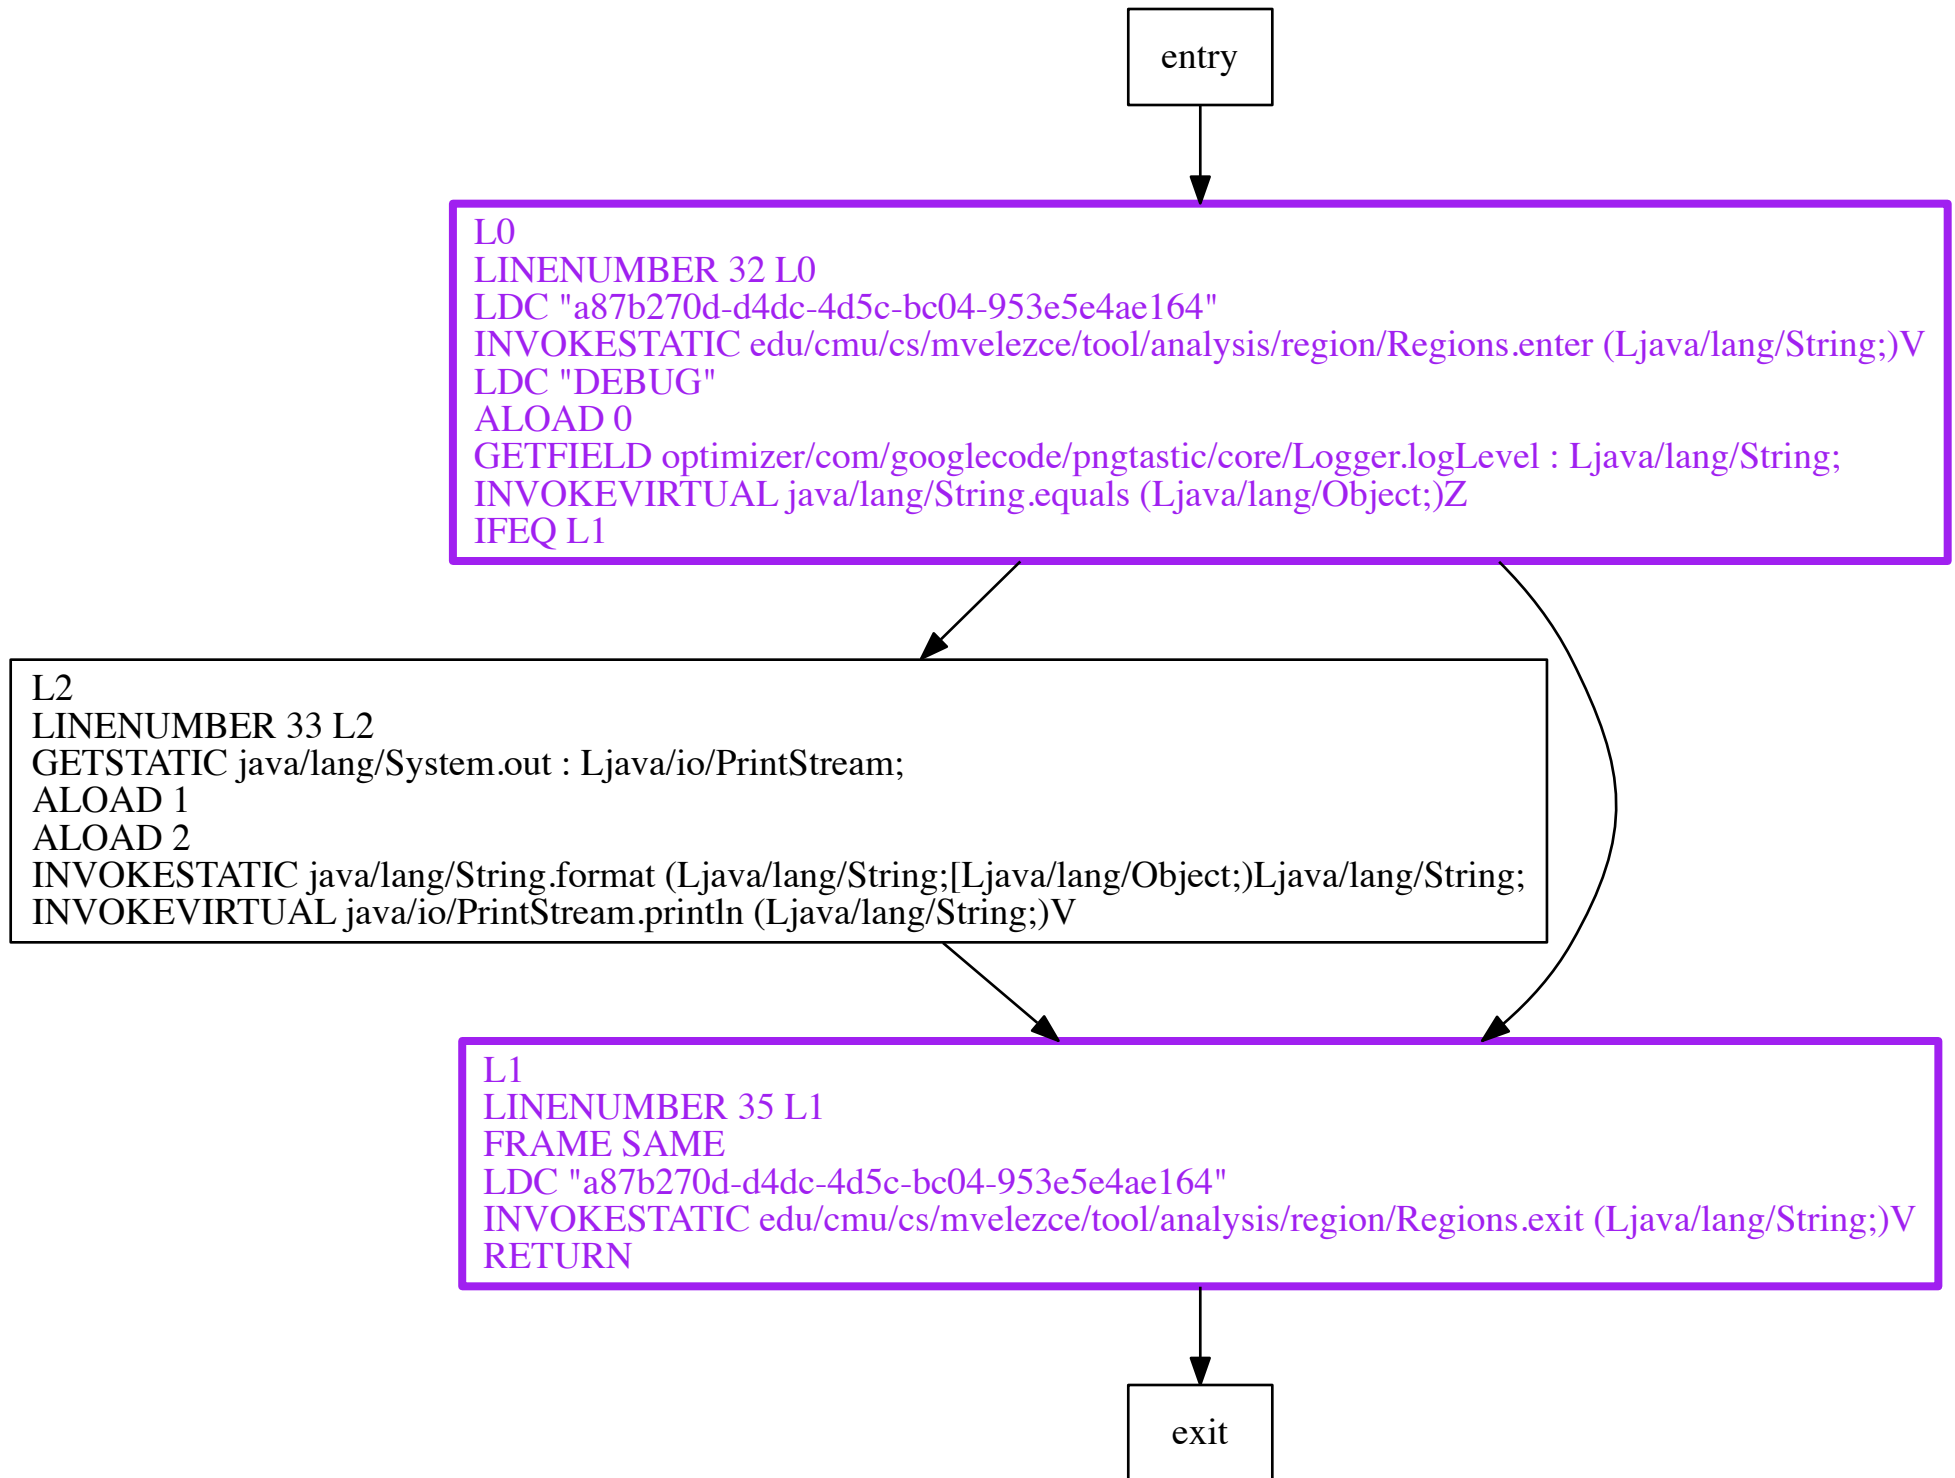 entry
L0
LINENUMBER 32 L0
LDC "a87b270d-d4dc-4d5c-bc04-953e5e4ae164"
INVOKESTATIC edu/cmu/cs/mvelezce/tool/analysis/region/Regions.enter (Ljava/lang/String;)V
LDC "DEBUG"
ALOAD 0
GETFIELD optimizer/com/googlecode/pngtastic/core/Logger.logLevel : Ljava/lang/String;
INVOKEVIRTUAL java/lang/String.equals (Ljava/lang/Object;)Z
IFEQ L1
L2
LINENUMBER 33 L2
GETSTATIC java/lang/System.out : Ljava/io/PrintStream;
ALOAD 1
ALOAD 2
INVOKESTATIC java/lang/String.format (Ljava/lang/String;[Ljava/lang/Object;)Ljava/lang/String;
INVOKEVIRTUAL java/io/PrintStream.println (Ljava/lang/String;)V
L1
LINENUMBER 35 L1
FRAME SAME
LDC "a87b270d-d4dc-4d5c-bc04-953e5e4ae164"
INVOKESTATIC edu/cmu/cs/mvelezce/tool/analysis/region/Regions.exit (Ljava/lang/String;)V
RETURN
exit